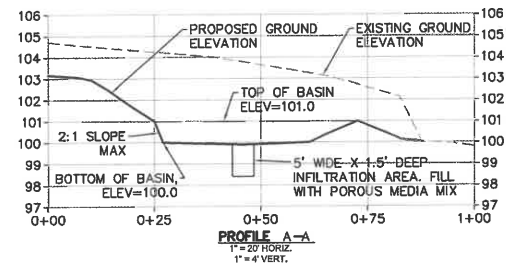 106
105
104
103
102
101
100
99
98
97
PROPOSED GROUND
ELEVATION
EXISTING GROUND
ELEVATION
TOP OF BASIN
ELEV=101.0
2:1 SLOPE
MAX
BOTTOM OF BASIN,
ELEV=100.0
5' WIDE X 1.5' DEEP
INFILTRATION AREA. FILL
WITH POROUS MEDIA MIX
106
105
104
103
102
101
100
99
98
97
0+00
0+25
0+50
0+75
1+00
PROFILE A-A
1"= 20' HORIZ.
1" = 4' VERT.